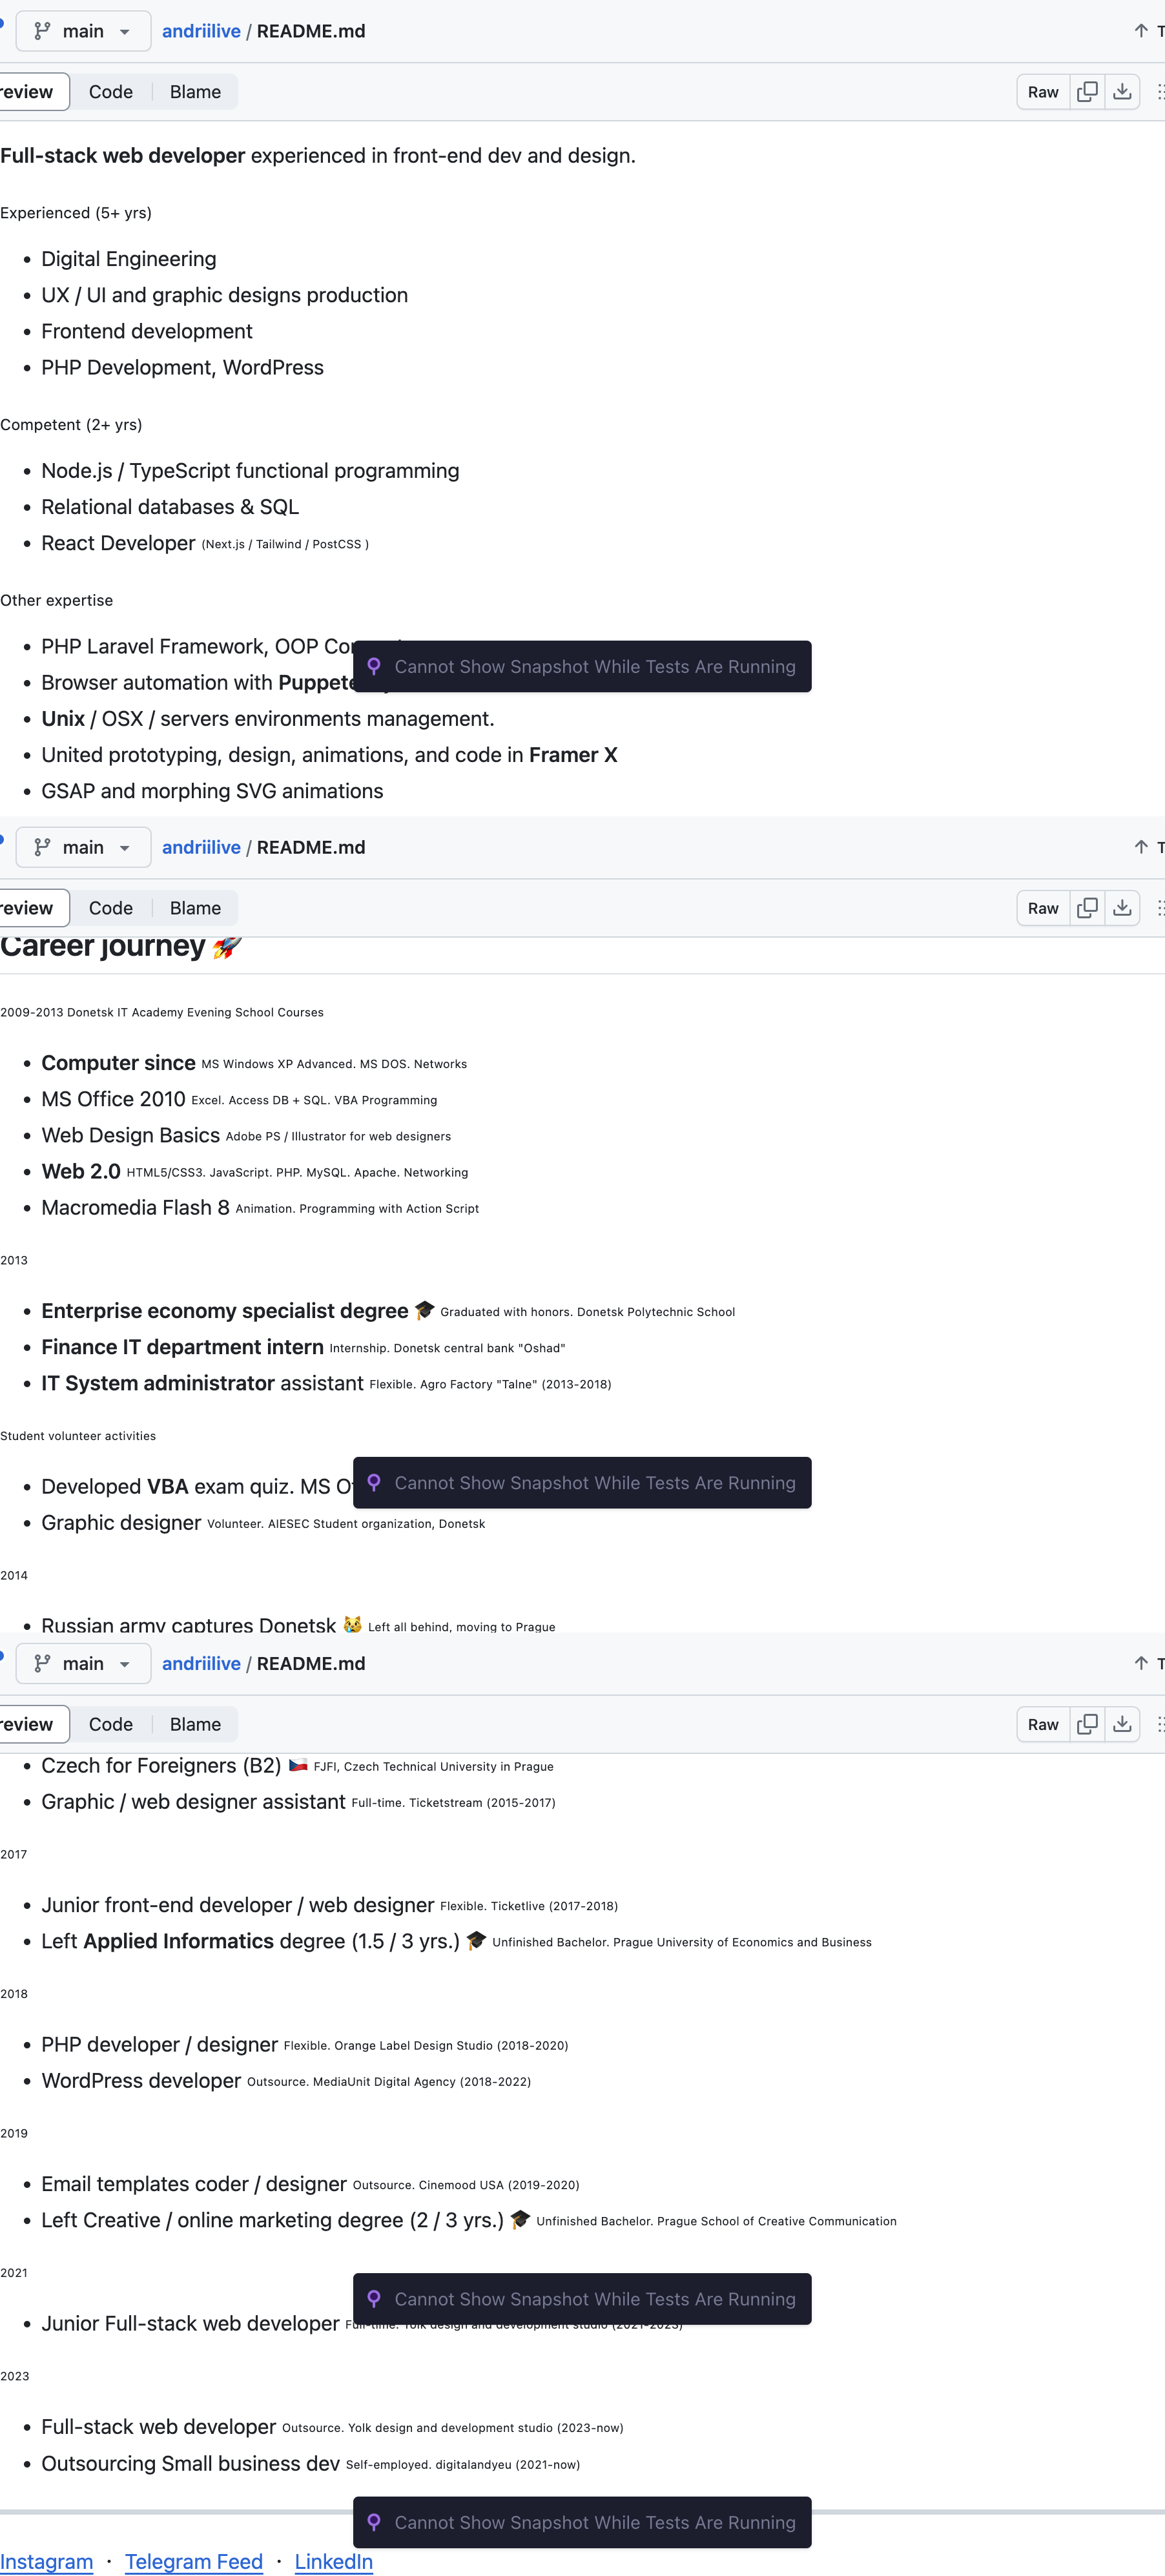 main
andriilive / README.md
review Code Blame
Raw
Full-stack web developer experienced in front-end dev and design.
Experienced (5+ yrs)
Digital Engineering
UX / UI and graphic designs production
Frontend development
PHP Development, WordPress
Competent (2+ yrs)
Node.js / TypeScript functional programming
Relational databases & SQL
React Developer (Next.js / Tailwind / PostCSS )
Other expertise
PHP Laravel Framework, OOP
Cannot Show Snapshot While Tests Are Running
Browser automation with
Unix / OSX / servers environments management.
United prototyping, design, animations, and code in Framer X
GSAP and morphing SVG animations
main
andriilive / README.md
review Code Blame
Raw
Career journey 🚀
2009-2013 Donetsk IT Academy Evening School Courses
Computer since MS Windows XP Advanced. MS DOS. Networks
MS Office 2010 Excel. Access DB + SQL. VBA Programming
Web Design Basics Adobe PS / Illustrator for web designers
Web 2.0 HTML5/CSS3. JavaScript. PHP. MySQL. Apache. Networking
Macromedia Flash 8 Animation. Programming with Action Script
2013
Enterprise economy specialist degree 🎓 Graduated with honors. Donetsk Polytechnic School
Finance IT department intern Internship. Donetsk central bank "Oshad"
IT System administrator assistant Flexible. Agro Factory "Talne" (2013-2018)
Student volunteer activities
Developed VBA exam quiz. MS
Cannot Show Snapshot While Tests Are Running
Graphic designer Volunteer. AIESEC Student organization, Donetsk
2014
Russian army captures Donetsk 😿 Left all behind, moving to Prague
main
andriilive / README.md
review Code Blame
Raw
Czech for Foreigners (B2) 🇨🇿 FJFI, Czech Technical University in Prague
Graphic / web designer assistant Full-time. Ticketstream (2015-2017)
2017
Junior front-end developer / web designer Flexible. Ticketlive (2017-2018)
Left Applied Informatics degree (1.5 / 3 yrs.) 🎓 Unfinished Bachelor. Prague University of Economics and Business
2018
PHP developer / designer Flexible. Orange Label Design Studio (2018-2020)
WordPress developer Outsource. MediaUnit Digital Agency (2018-2022)
2019
Email templates coder / designer Outsource. Cinemood USA (2019-2020)
Left Creative / online marketing degree (2 / 3 yrs.) 🎓 Unfinished Bachelor. Prague School of Creative Communication
2021
Cannot Show Snapshot While Tests Are Running
Junior Full-stack web developer Full-time. Yolk design and development studio (2021-2023)
2023
Full-stack web developer Outsource. Yolk design and development studio (2023-now)
Outsourcing Small business dev Self-employed. digitalandyeu (2021-now)
Cannot Show Snapshot While Tests Are Running
Instagram · Telegram Feed · LinkedIn